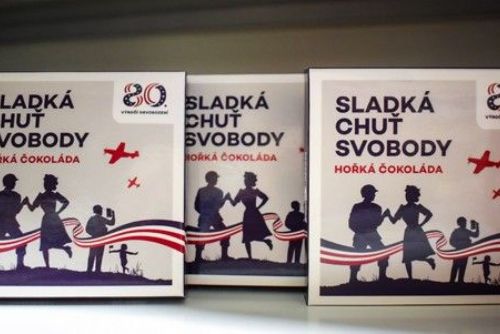 SLADKÁ
CHUŤ
SVOBODY
HOŘKÁ ČOKOLÁDA
80.
VÝROČÍ OSVOBOZENÍ
SLADKÁ
CHUŤ
SVOBODY
HOŘKÁ ČOKOLÁDA
SLADKÁ
CHUŤ
SVOBODY
HOŘKÁ ČOKOLÁDA